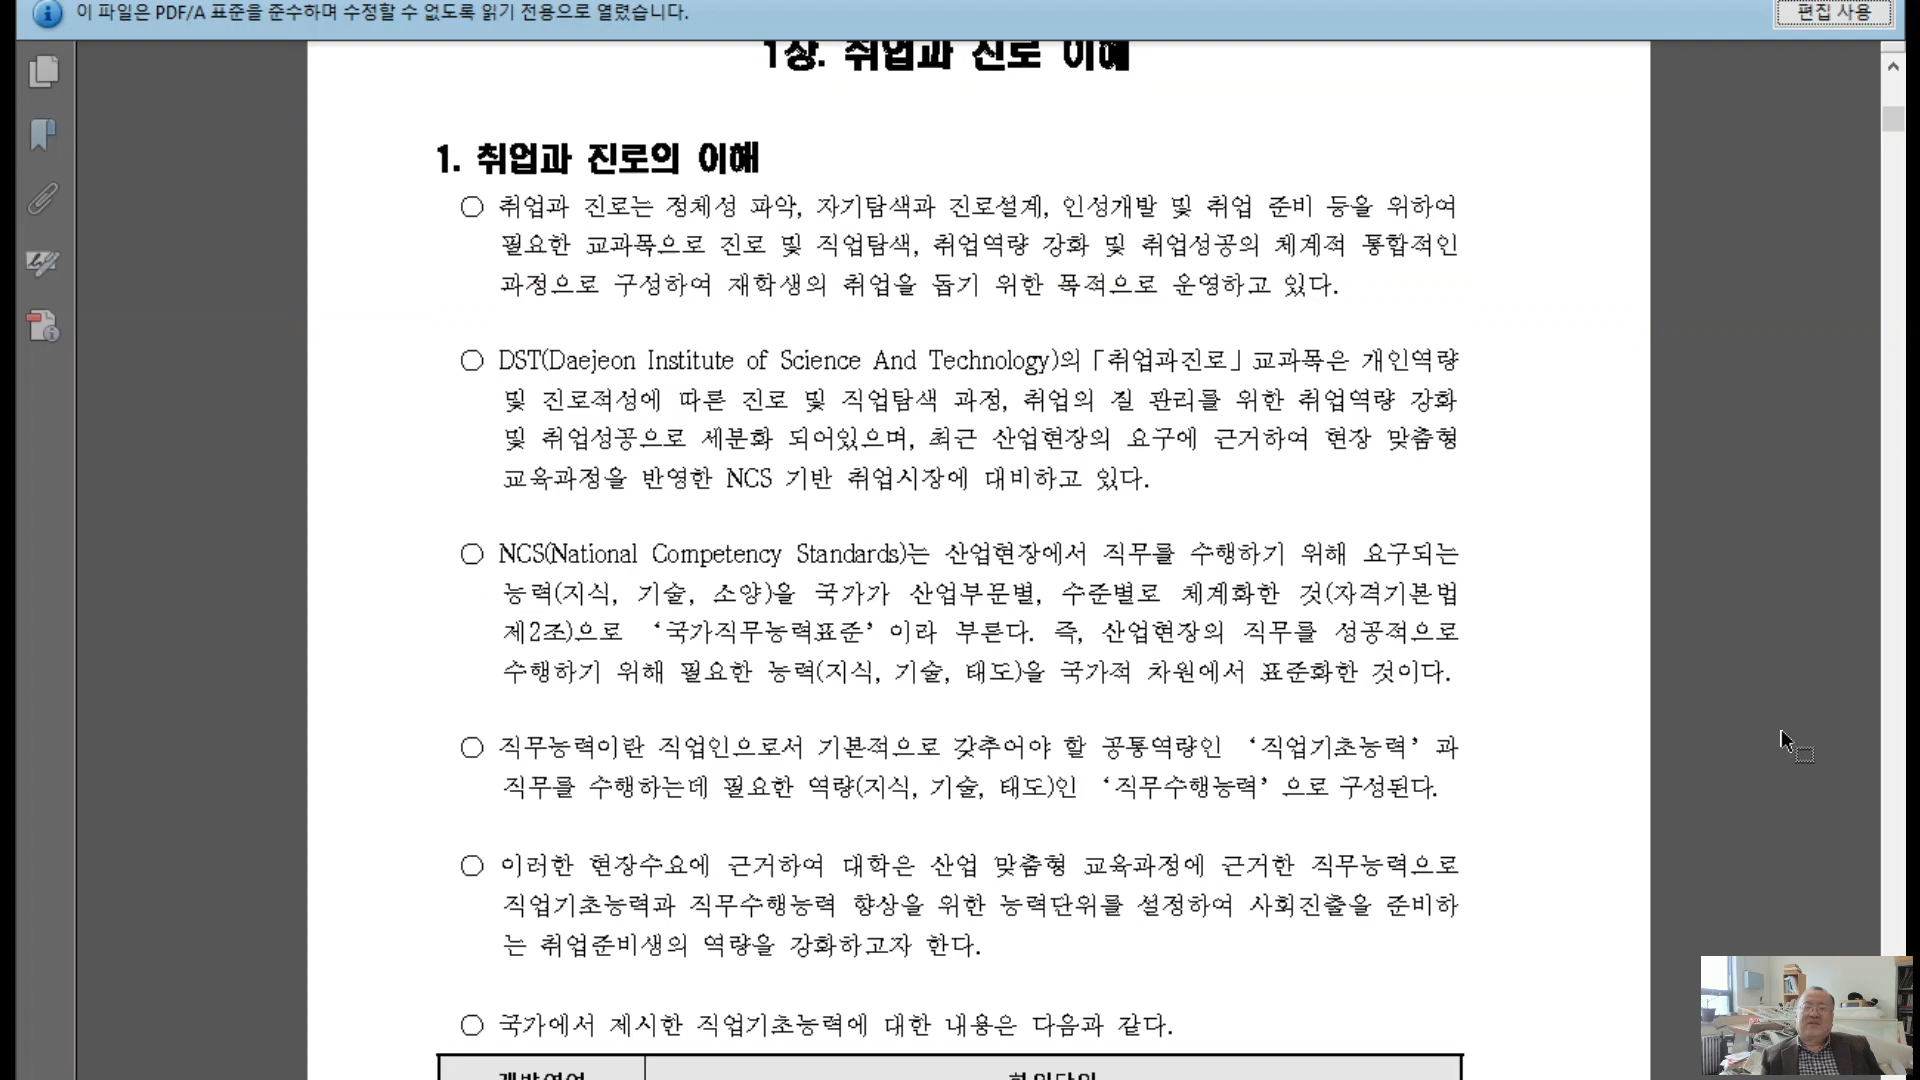 이 파일은 PDF/A 표준을 준수하며 수정할 수 없도록 읽기 전용으로 열렸습니다.
편집 사용
1장. 취업과 진로 이해
1. 취업과 진로의 이해
○ 취업과 진로는 정체성 파악, 자기탐색과 진로설계, 인성개발 및 취업 준비 등을 위하여
필요한 교과목으로 진로 및 직업탐색, 취업역량 강화 및 취업성공의 체계적 통합적인
과정으로 구성하여 재학생의 취업을 돕기 위한 목적으로 운영하고 있다.
○ DST(Daejeon Institute of Science And Technology)의「취업과진로」교과목은 개인역량
및 진로적성에 따른 진로 및 직업탐색 과정, 취업의 질 관리를 위한 취업역량 강화
및 취업성공으로 세분화 되어있으며, 최근 산업현장의 요구에 근거하여 현장 맞춤형
교육과정을 반영한 NCS 기반 취업시장에 대비하고 있다.
○ NCS(National Competency Standards)는 산업현장에서 직무를 수행하기 위해 요구되는
능력(지식, 기술, 소양)을 국가가 산업부문별, 수준별로 체계화한 것(자격기본법
제2조)으로 ‘국가직무능력표준’이라 부른다. 즉, 산업현장의 직무를 성공적으로
수행하기 위해 필요한 능력(지식, 기술, 태도)을 국가적 차원에서 표준화한 것이다.
○ 직무능력이란 직업인으로서 기본적으로 갖추어야 할 공통역량인 ‘직업기초능력’과
직무를 수행하는데 필요한 역량(지식, 기술, 태도)인 ‘직무수행능력’으로 구성된다.
○ 이러한 현장수요에 근거하여 대학은 산업 맞춤형 교육과정에 근거한 직무능력으로
직업기초능력과 직무수행능력 향상을 위한 능력단위를 설정하여 사회진출을 준비하
는 취업준비생의 역량을 강화하고자 한다.
○ 국가에서 제시한 직업기초능력에 대한 내용은 다음과 같다.